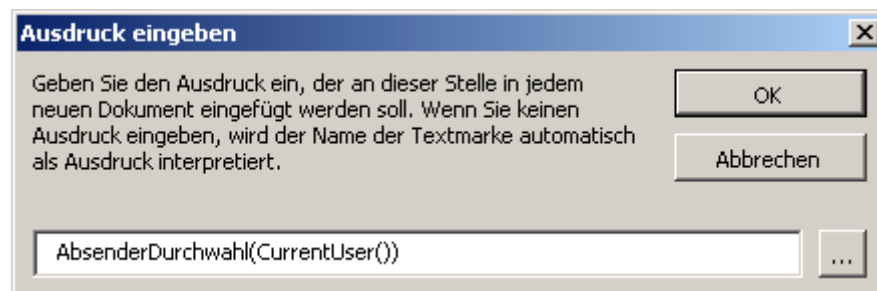 Ausdruck eingeben
Geben Sie den Ausdruck ein, der an dieser Stelle in jedem
neuen Dokument eingefügt werden soll. Wenn Sie keinen
Ausdruck eingeben, wird der Name der Textmarke automatisch
als Ausdruck interpretiert.
OK
Abbrechen
AbsenderDurchwahl(CurrentUser())
...